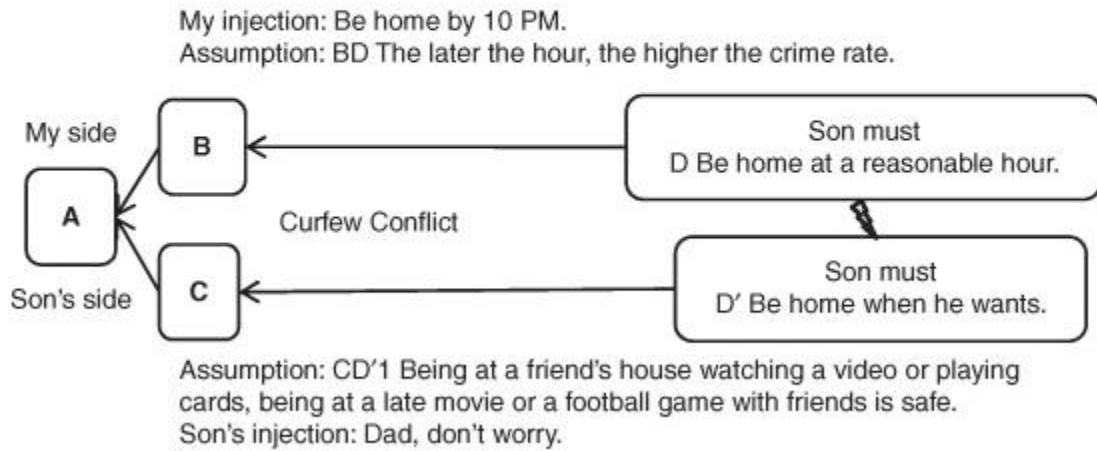 My injection: Be home by 10 PM.
Assumption: BD The later the hour, the higher the crime rate.
My side
B
Son must
D Be home at a reasonable hour.
A
Curfew Conflict
Son's side
C
Son must
D′ Be home when he wants.
Assumption: CD′1 Being at a friend's house watching a video or playing
cards, being at a late movie or a football game with friends is safe.
Son's injection: Dad, don't worry.